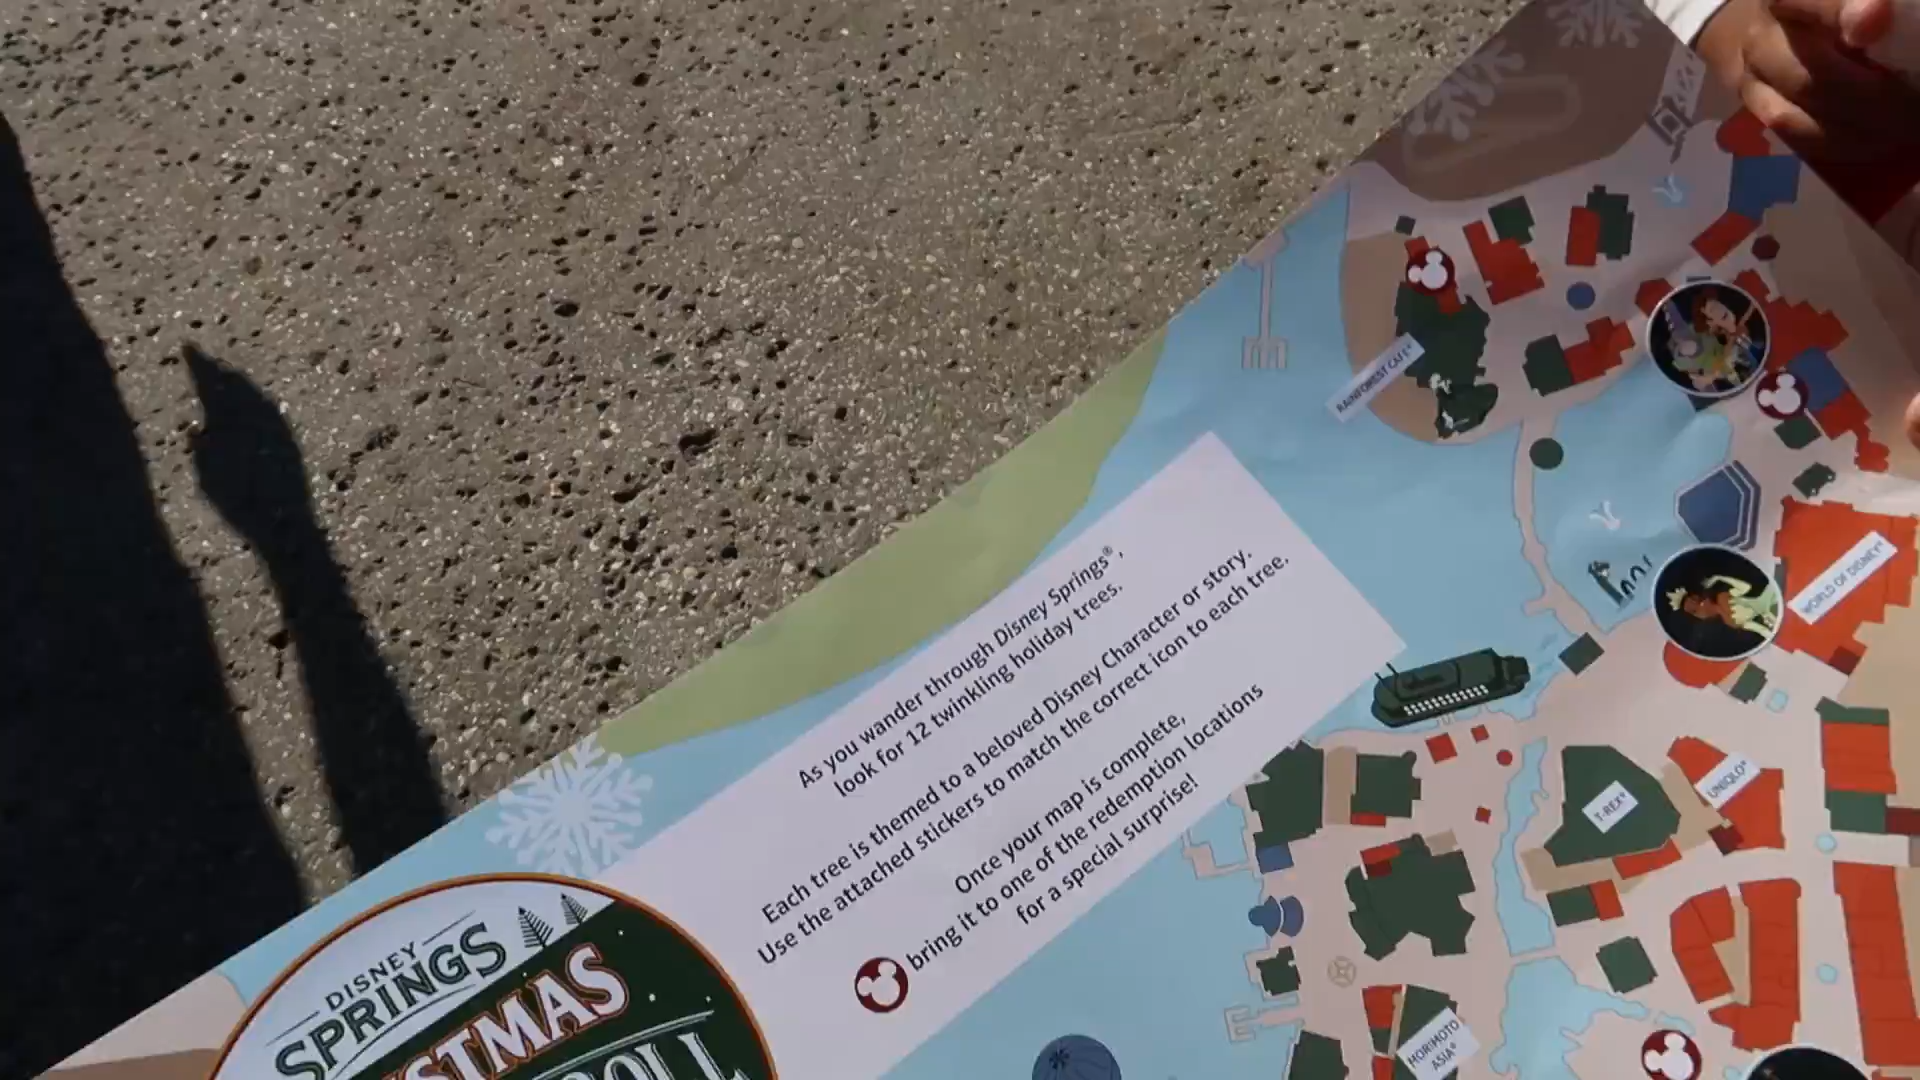 RAINFOREST CAFE®
WORLD OF DISNEY®
As you wander through Disney Springs®,
look for 12 twinkling holiday trees.
Each tree is themed to a beloved Disney Character or story.
Use the attached stickers to match the correct icon to each tree.
Once your map is complete,
bring it to one of the redemption locations
for a special surprise!
T-REX®
UNIQLO®
MORIMOTO
ASIA®
DISNEY
SPRINGS
STMAS
OLL